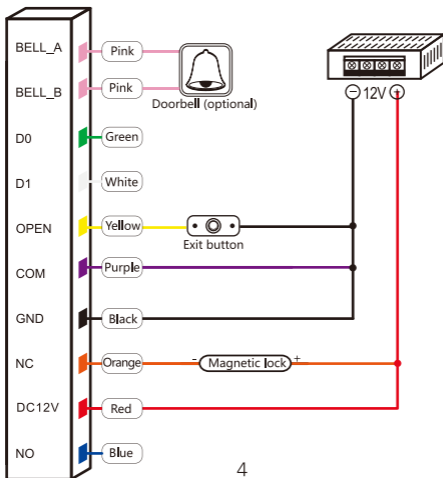 BELL_A Pink
BELL_B Pink
Doorbell (optional)
- 12V +
D0 Green
D1 White
OPEN Yellow
Exit button
COM Purple
GND Black
NC Orange - Magnetic lock +
DC12V Red
NO Blue
4